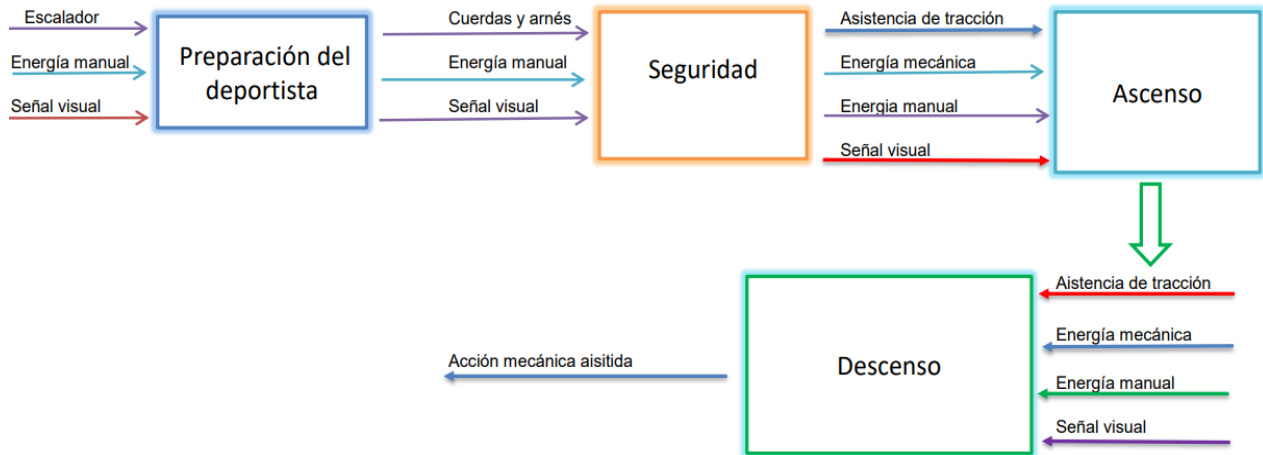 Escalador
Energía manual
Señal visual
Preparación del
deportista
Cuerdas y arnés
Energía manual
Señal visual
Seguridad
Asistencia de tracción
Energía mecánica
Energia manual
Señal visual
Ascenso
Aistencia de tracción
Energía mecánica
Energía manual
Señal visual
Descenso
Acción mecánica aisitida